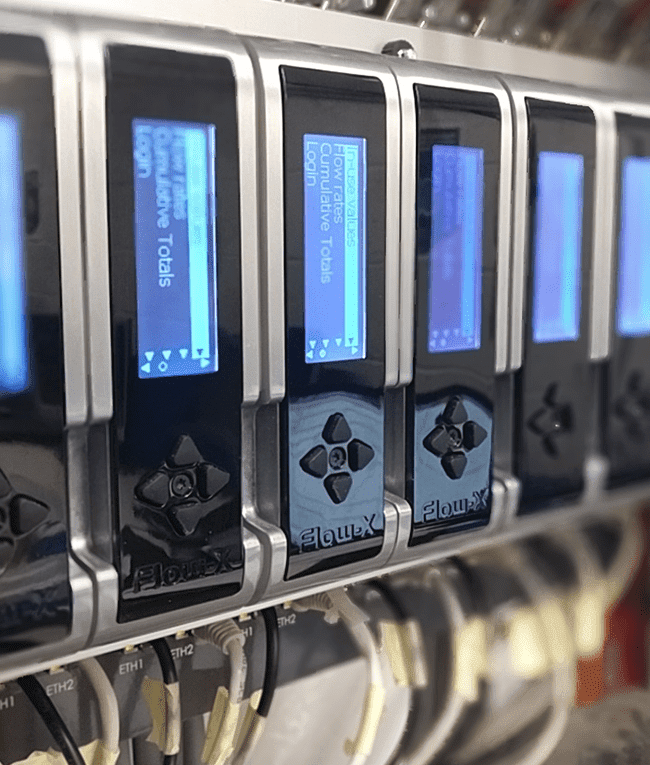 Flow rates
Cumulative Totals
Login
In-use values
Flow rates
Cumulative Totals
Login
Flow-X
Flow-X
Flow-X
H1
ETH2
ETH1
ETH2
ETH1
ETH2